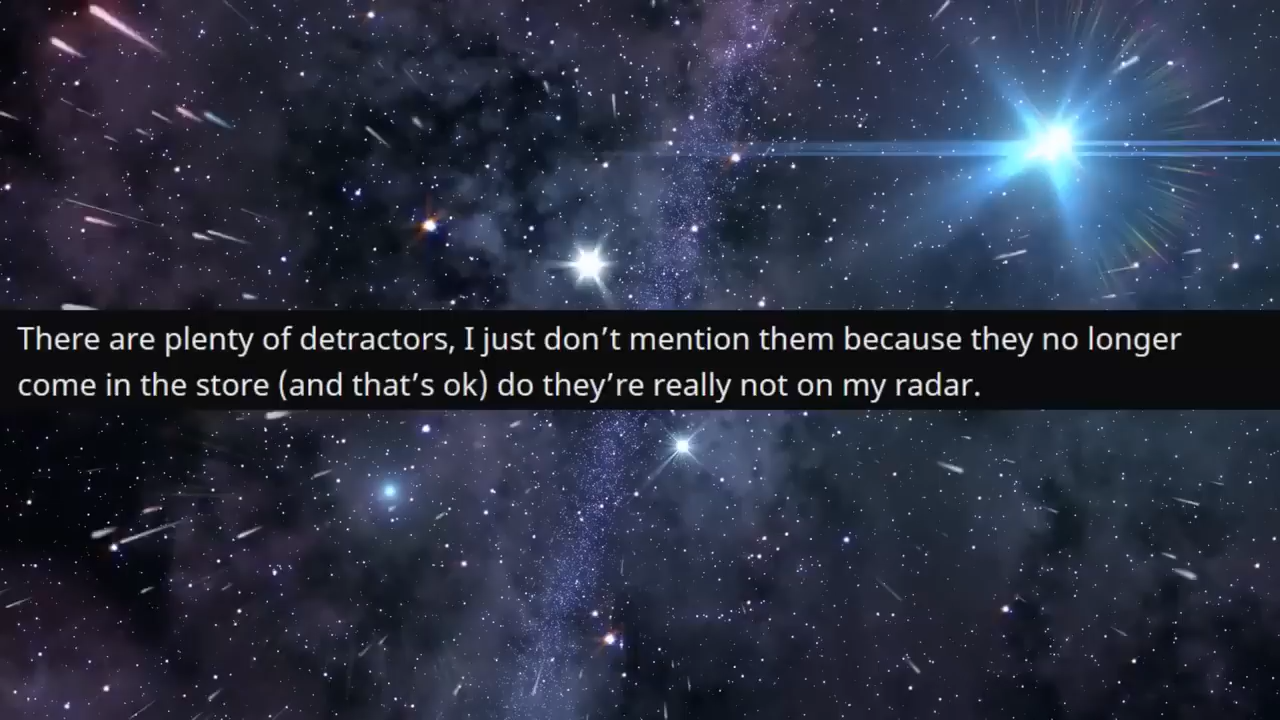 There are plenty of detractors, I just don’t mention them because they no longer
come in the store (and that’s ok) do they’re really not on my radar.